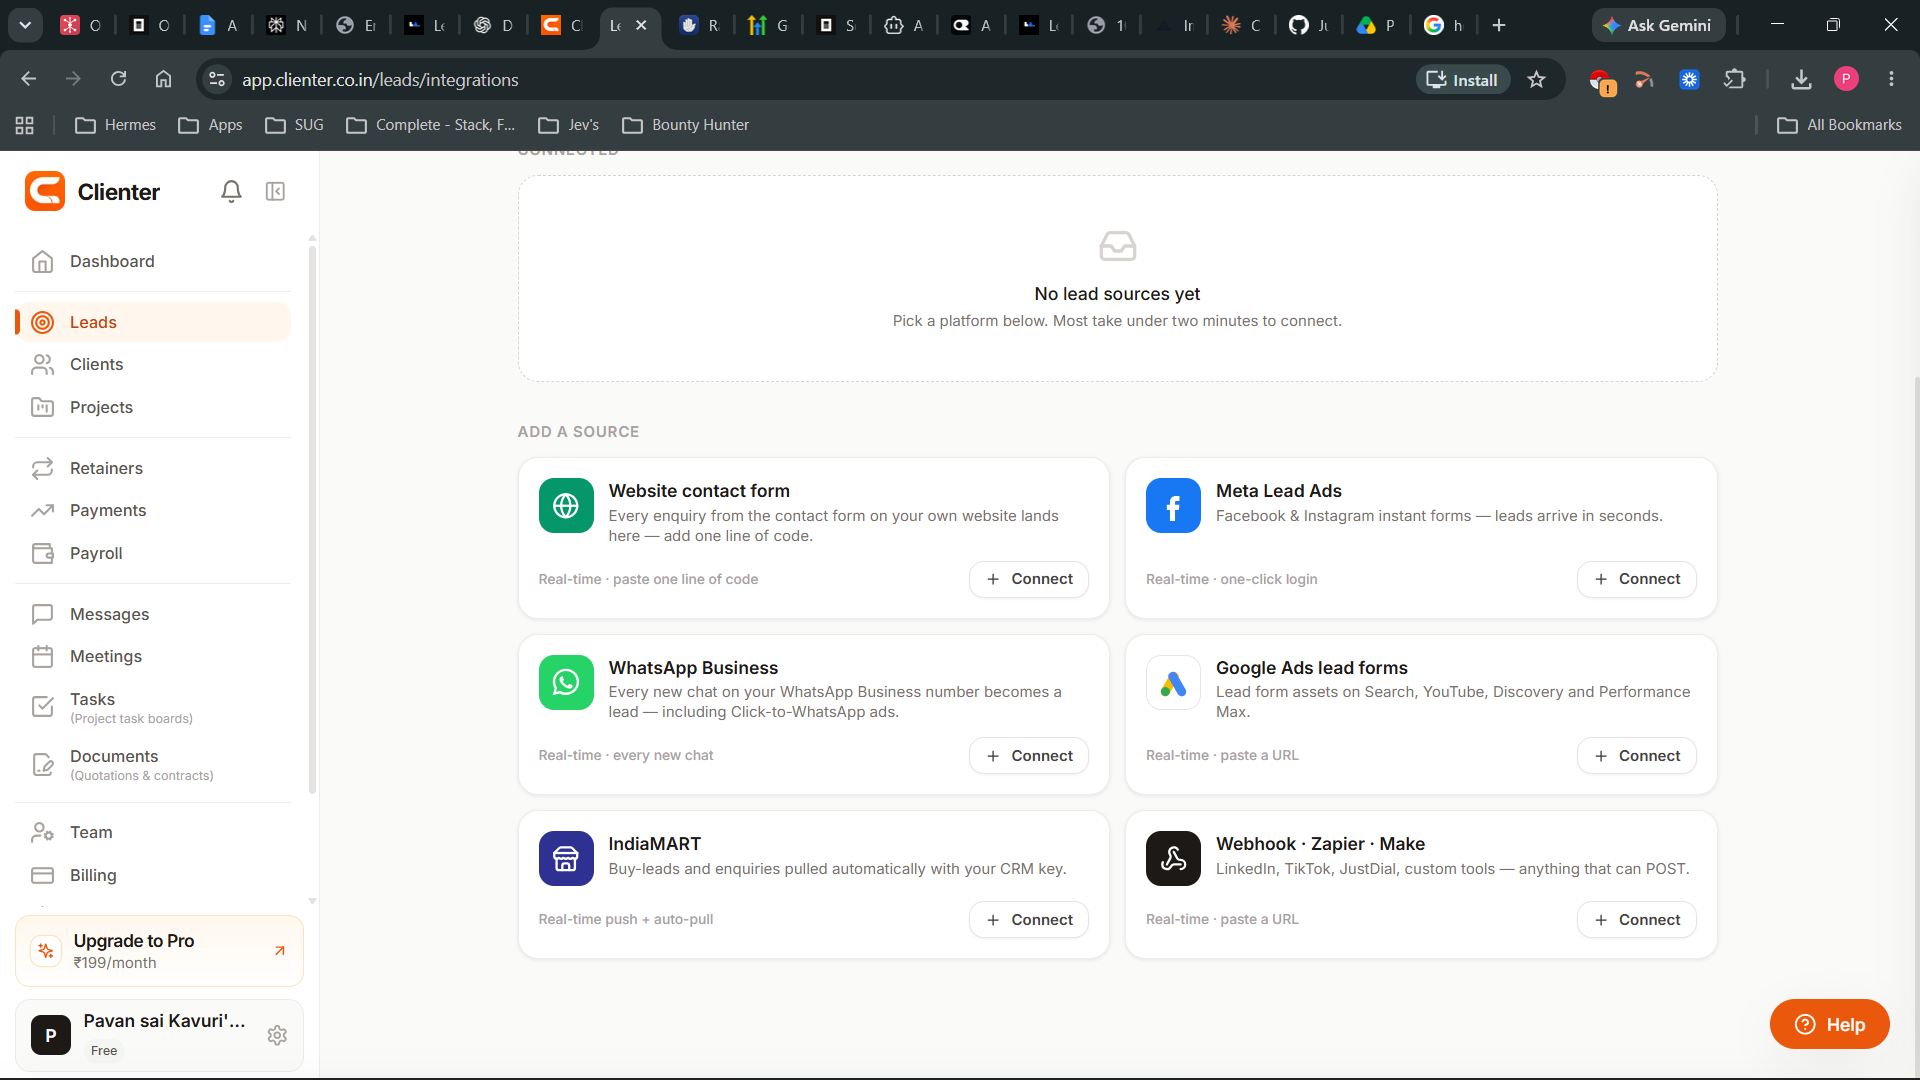 Ask Gemini
app.clienter.co.in/leads/integrations
Install
Hermes
Apps
SUG
Complete - Stack, F...
Jev's
Bounty Hunter
All Bookmarks
Clienter
Dashboard
Leads
Clients
Projects
Retainers
Payments
Payroll
Messages
Meetings
Tasks
(Project task boards)
Documents
(Quotations & contracts)
Team
Billing
Upgrade to Pro
₹199/month
P
Pavan sai Kavuri'...
Free
CONNECTED
No lead sources yet
Pick a platform below. Most take under two minutes to connect.
ADD A SOURCE
Website contact form
Every enquiry from the contact form on your own website lands
here — add one line of code.
Real-time · paste one line of code
+ Connect
Meta Lead Ads
Facebook & Instagram instant forms — leads arrive in seconds.
Real-time · one-click login
+ Connect
WhatsApp Business
Every new chat on your WhatsApp Business number becomes a
lead — including Click-to-WhatsApp ads.
Real-time · every new chat
+ Connect
Google Ads lead forms
Lead form assets on Search, YouTube, Discovery and Performance
Max.
Real-time · paste a URL
+ Connect
IndiaMART
Buy-leads and enquiries pulled automatically with your CRM key.
Real-time push + auto-pull
+ Connect
Webhook · Zapier · Make
LinkedIn, TikTok, JustDial, custom tools — anything that can POST.
Real-time · paste a URL
+ Connect
Help